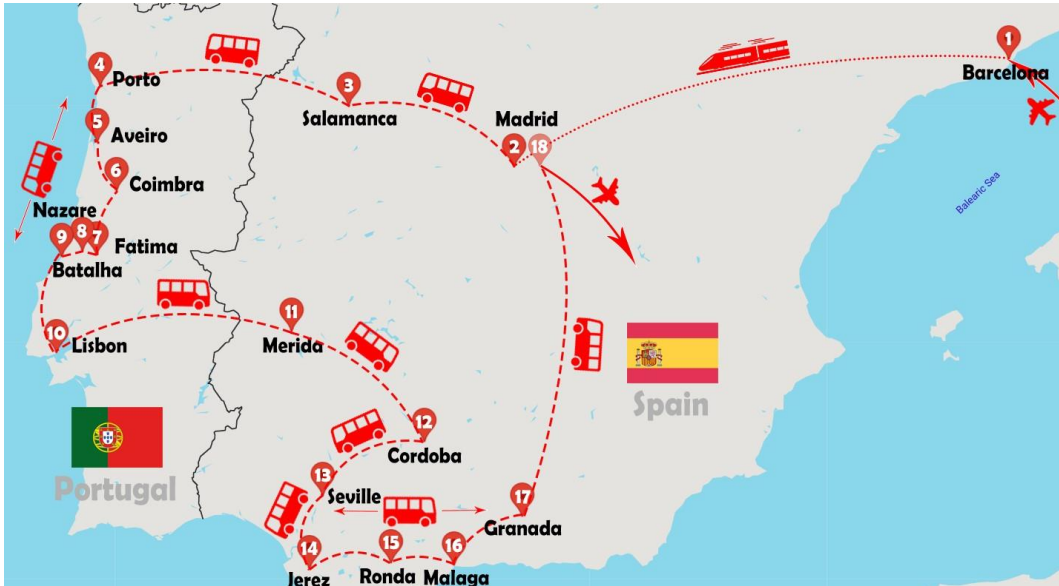 1
Barcelona
4
Porto
3
Salamanca
Madrid
2
18
5
Aveiro
6
Coimbra
Nazare
9
8
7
Fatima
Batalha
Balearic Sea
10
Lisbon
11
Merida
12
Cordoba
Spain
Portugal
13
Seville
17
Granada
14
Jerez
15
Ronda
16
Malaga